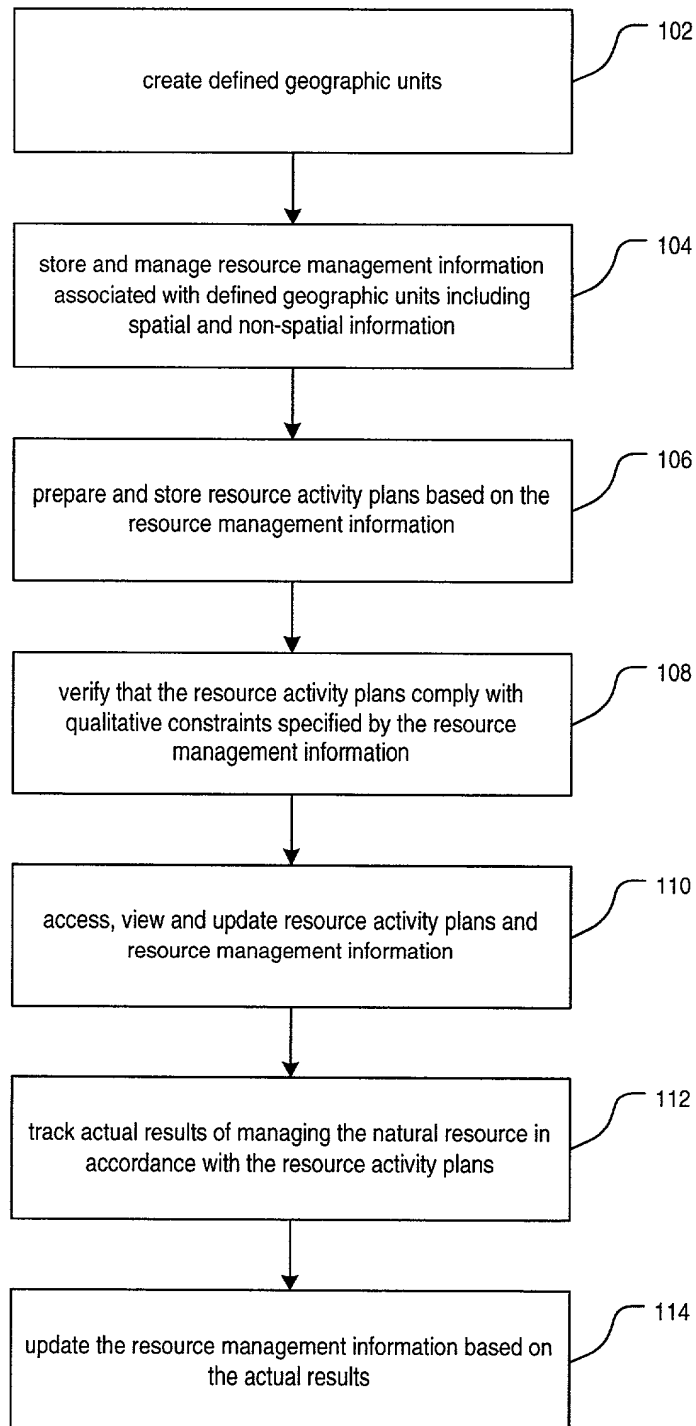 102
create defined geographic units
104
store and manage resource management information
associated with defined geographic units including
spatial and non-spatial information
106
prepare and store resource activity plans based on the
resource management information
108
verify that the resource activity plans comply with
qualitative constraints specified by the resource
management information
110
access, view and update resource activity plans and
resource management information
112
track actual results of managing the natural resource in
accordance with the resource activity plans
114
update the resource management information based on
the actual results